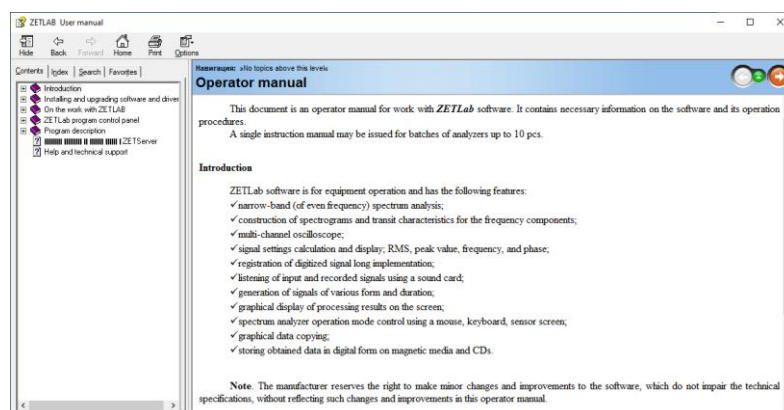 ZETLAB User manual
Hide Back Forward Home Print Options
Contents Index Search Favorites
Introduction
Installing and upgrading software and driver
On the work with ZETLAB
ZETLab program control panel
Program description
ZETServer
Help and technical support
Навигация: »No topics above this level«
Operator manual
This document is an operator manual for work with ZETLab software. It contains necessary information on the software and its operation
procedures.
A single instruction manual may be issued for batches of analyzers up to 10 pcs.
Introduction
ZETLab software is for equipment operation and has the following features:
✓narrow-band (of even frequency) spectrum analysis;
✓construction of spectrograms and transit characteristics for the frequency components;
✓multi-channel oscilloscope;
✓signal settings calculation and display; RMS, peak value, frequency, and phase;
✓registration of digitized signal long implementation;
✓listening of input and recorded signals using a sound card;
✓generation of signals of various form and duration;
✓graphical display of processing results on the screen;
✓spectrum analyzer operation mode control using a mouse, keyboard, sensor screen;
✓graphical data copying;
✓storing obtained data in digital form on magnetic media and CDs.
Note. The manufacturer reserves the right to make minor changes and improvements to the software, which do not impair the technical
specifications, without reflecting such changes and improvements in this operator manual.